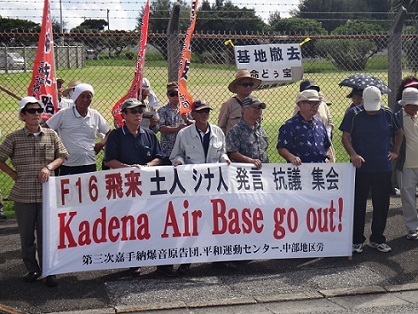 基地撤去
命どぅ宝
F16 飛来 土人 シナ人 発言 抗議 集会
Kadena Air Base go out!
第三次嘉手納爆音原告団.平和運動センター.中部地区労